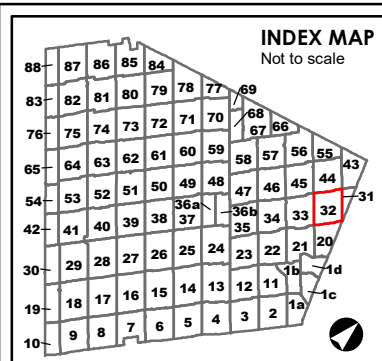 INDEX MAP
Not to scale
88 87 86 85 84
83 82 81 80 79 78 77 69
76 75 74 73 72 71 70 68 67 66
65 64 63 62 61 60 59 58 57 56 55 43
54 53 52 51 50 49 48 47 46 45 44 31
42 41 40 39 38 37 36a 36b 35 34 33 32
30 29 28 27 26 25 24 23 22 21 20
19 18 17 16 15 14 13 12 11 1b 1d
10 9 8 7 6 5 4 3 2 1a 1c